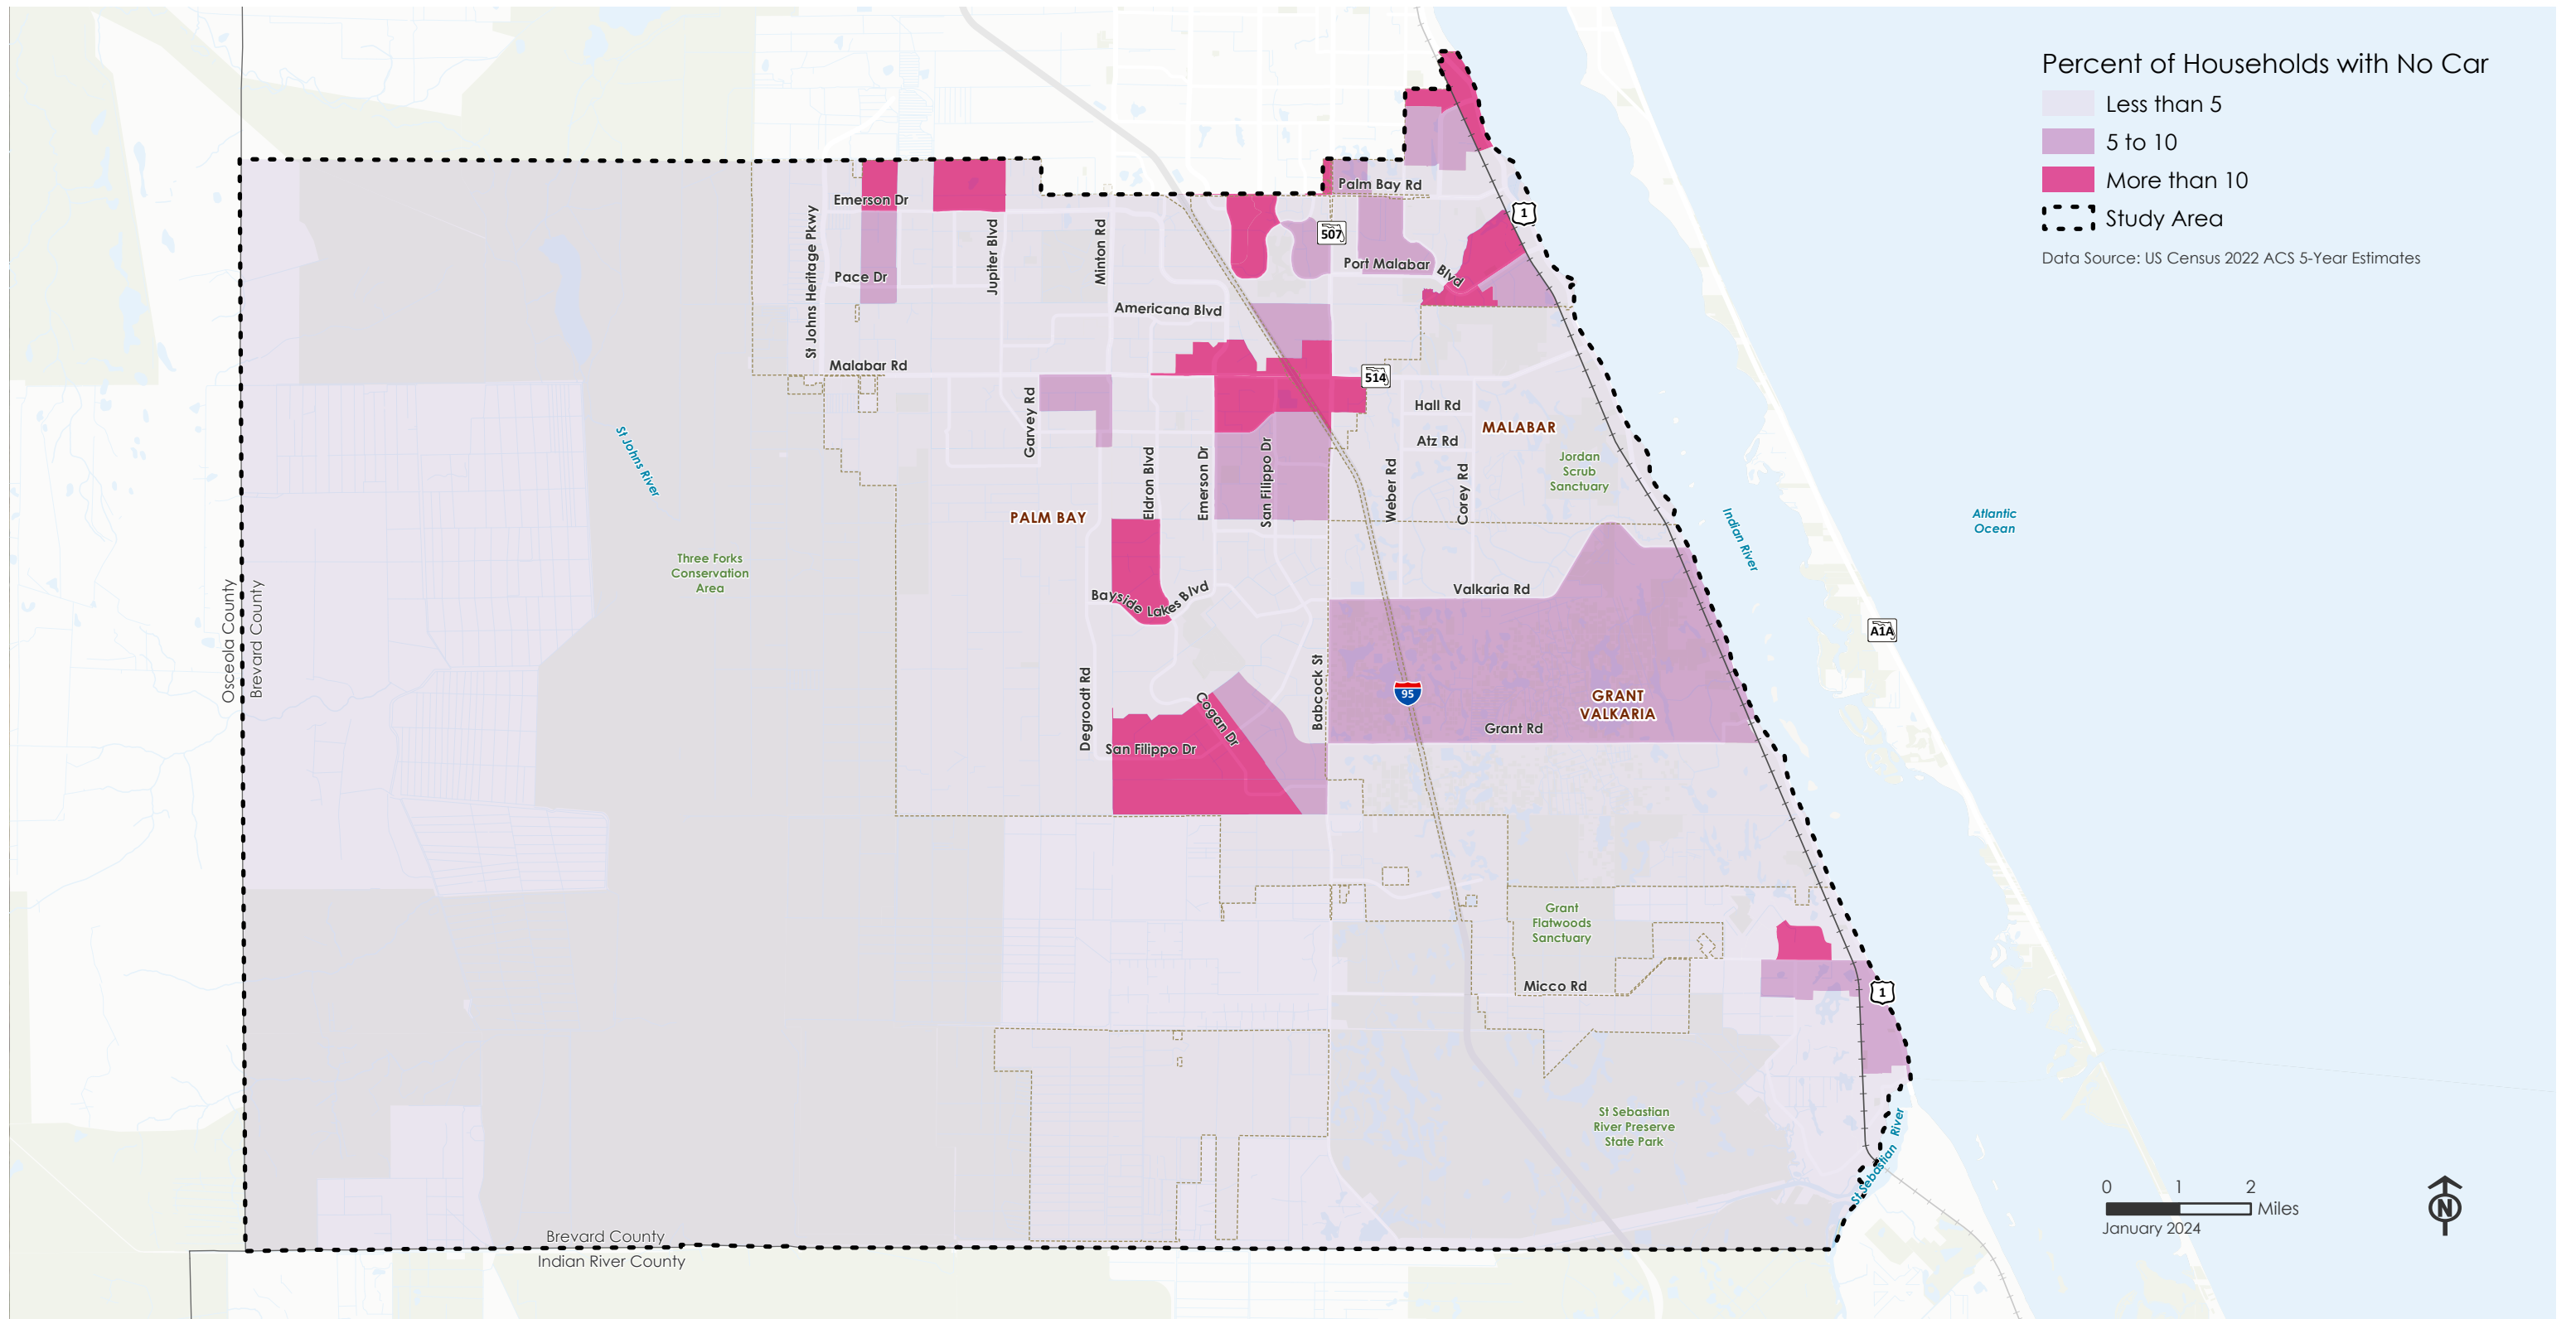 Percent of Households with No Car
Less than 5
5 to 10
More than 10
Study Area
Data Source: US Census 2022 ACS 5-Year Estimates
Palm Bay Rd
Emerson Dr
1
507
St Johns Heritage Pkwy
Jupiter Blvd
Minton Rd
Port Malabar Blvd
Pace Dr
Americana Blvd
Malabar Rd
514
Garvey Rd
Hall Rd
MALABAR
Atz Rd
St Johns River
Eldron Blvd
Emerson Dr
San Filippo Dr
Weber Rd
Corey Rd
Jordan
Scrub
Sanctuary
PALM BAY
Indian River
Atlantic
Ocean
Three Forks
Conservation
Area
Osceola County
Brevard County
Bayside Lakes Blvd
Valkaria Rd
A1A
Degroodt Rd
Babcock St
95
GRANT
VALKARIA
Cogan Dr
Grant Rd
San Filippo Dr
Grant
Flatwoods
Sanctuary
Micco Rd
1
St Sebastian
River Preserve
State Park
St Sebastian River
Brevard County
Indian River County
0 1 2
Miles
January 2024
N